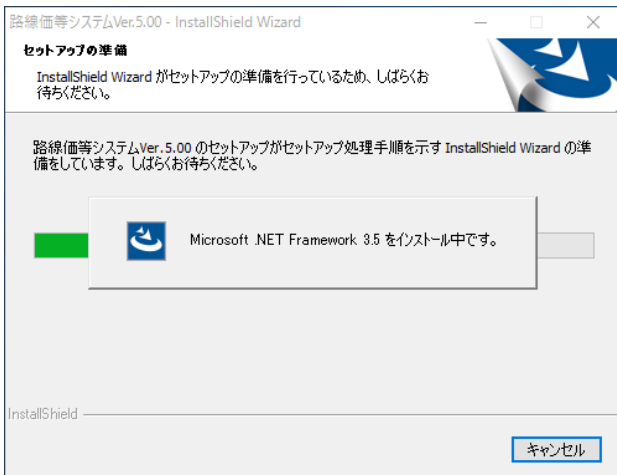 路線価等システムVer.5.00 - InstallShield Wizard
セットアップの準備
InstallShield Wizard がセットアップの準備を行っているため、しばらくお
待ちください。
路線価等システムVer.5.00 のセットアップがセットアップ処理手順を示す InstallShield Wizard の準
備をしています。しばらくお待ちください。
Microsoft .NET Framework 3.5 をインストール中です。
InstallShield
キャンセル